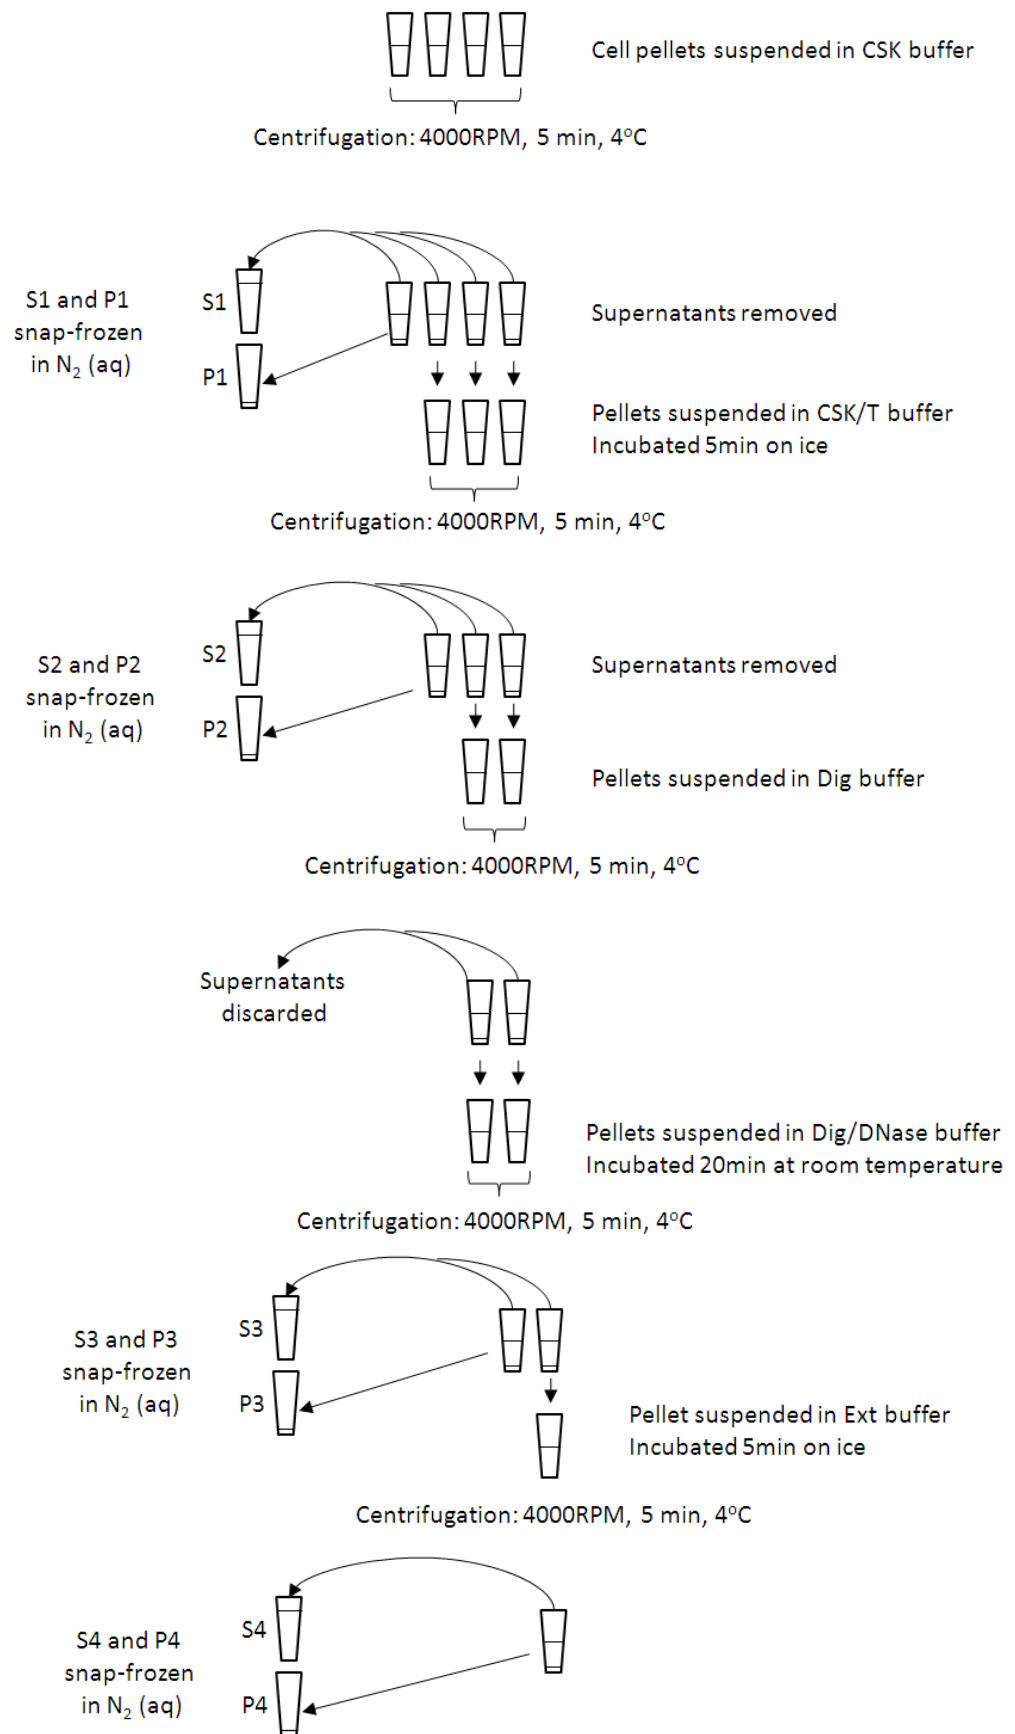 Cell pellets suspended in CSK buffer
Centrifugation: 4000RPM, 5 min, 4°C
S1 and P1
snap-frozen
in N₂ (aq)
S1
P1
Supernatants removed
Pellets suspended in CSK/T buffer
Incubated 5min on ice
Centrifugation: 4000RPM, 5 min, 4°C
S2 and P2
snap-frozen
in N₂ (aq)
S2
P2
Supernatants removed
Pellets suspended in Dig buffer
Centrifugation: 4000RPM, 5 min, 4°C
Supernatants
discarded
Pellets suspended in Dig/DNase buffer
Incubated 20min at room temperature
Centrifugation: 4000RPM, 5 min, 4°C
S3 and P3
snap-frozen
in N₂ (aq)
S3
P3
Pellet suspended in Ext buffer
Incubated 5min on ice
Centrifugation: 4000RPM, 5 min, 4°C
S4 and P4
snap-frozen
in N₂ (aq)
S4
P4